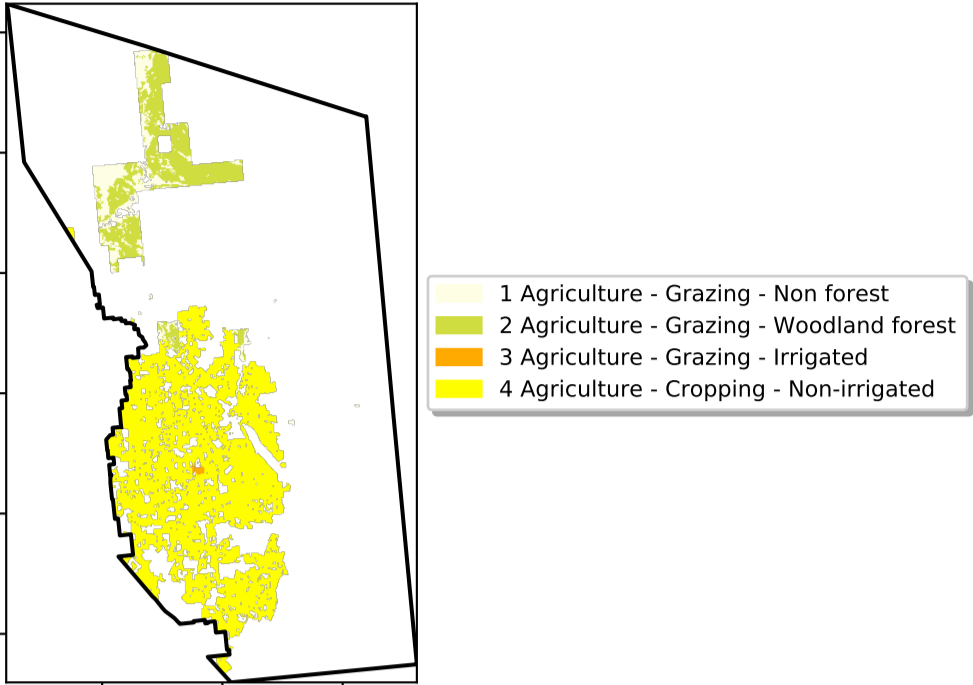 1 Agriculture - Grazing - Non forest
2 Agriculture - Grazing - Woodland forest
3 Agriculture - Grazing - Irrigated
4 Agriculture - Cropping - Non-irrigated